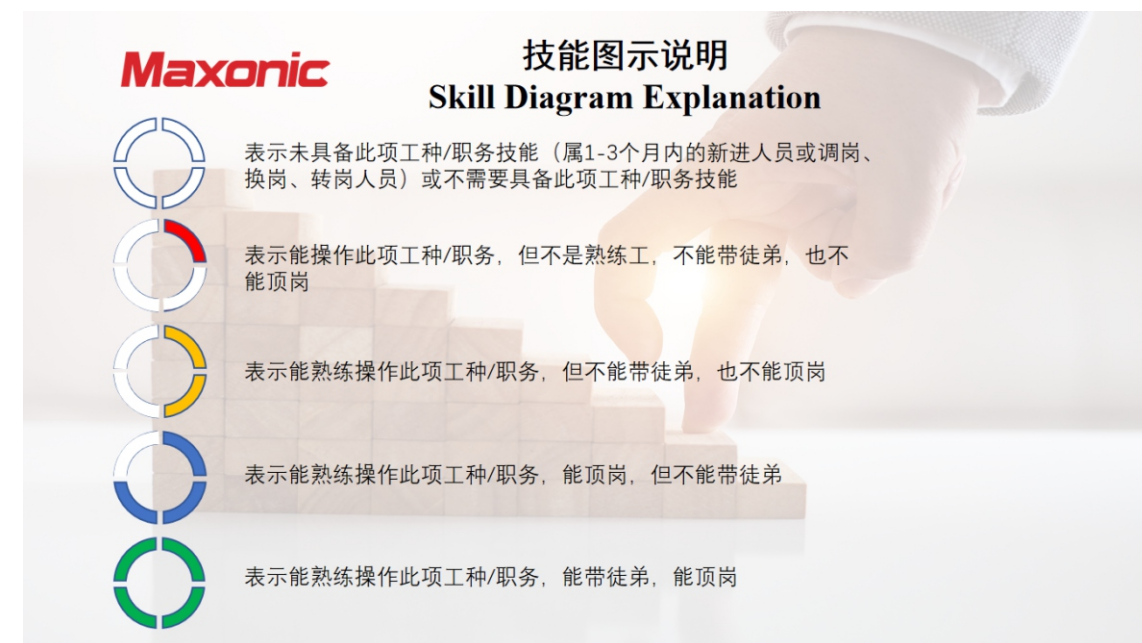 Maxonic
技能图示说明
Skill Diagram Explanation
表示未具备此项工种/职务技能（属1-3个月内的新进人员或调岗、
换岗、转岗人员）或不需要具备此项工种/职务技能
表示能操作此项工种/职务，但不是熟练工，不能带徒弟，也不
能顶岗
表示能熟练操作此项工种/职务，但不能带徒弟，也不能顶岗
表示能熟练操作此项工种/职务，能顶岗，但不能带徒弟
表示能熟练操作此项工种/职务，能带徒弟，能顶岗